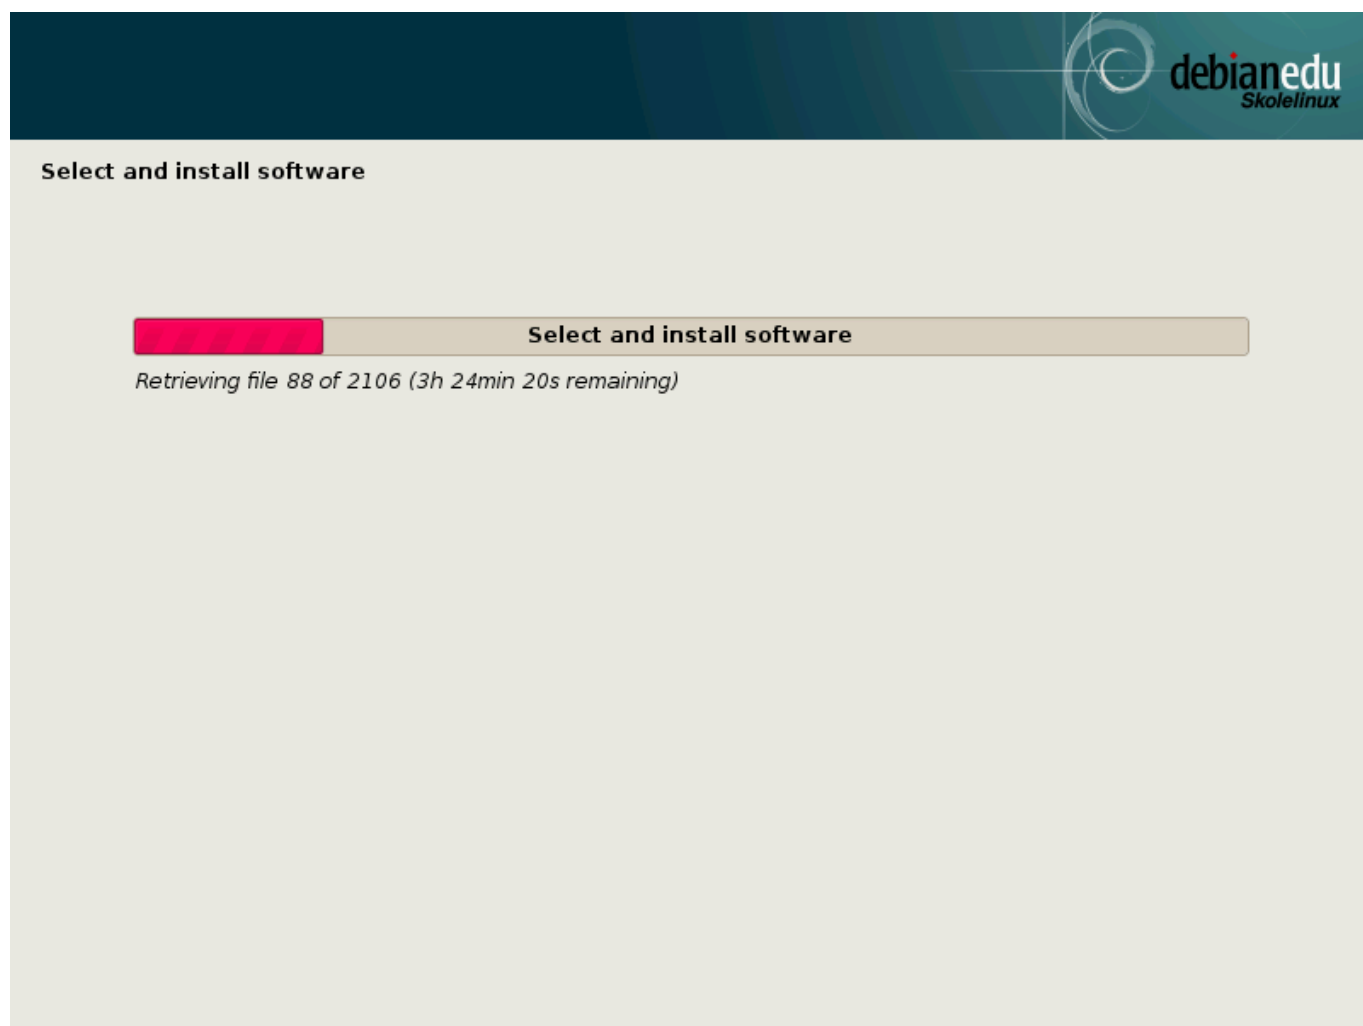 debianedu
Skolelinux
Select and install software
Select and install software
Retrieving file 88 of 2106 (3h 24min 20s remaining)